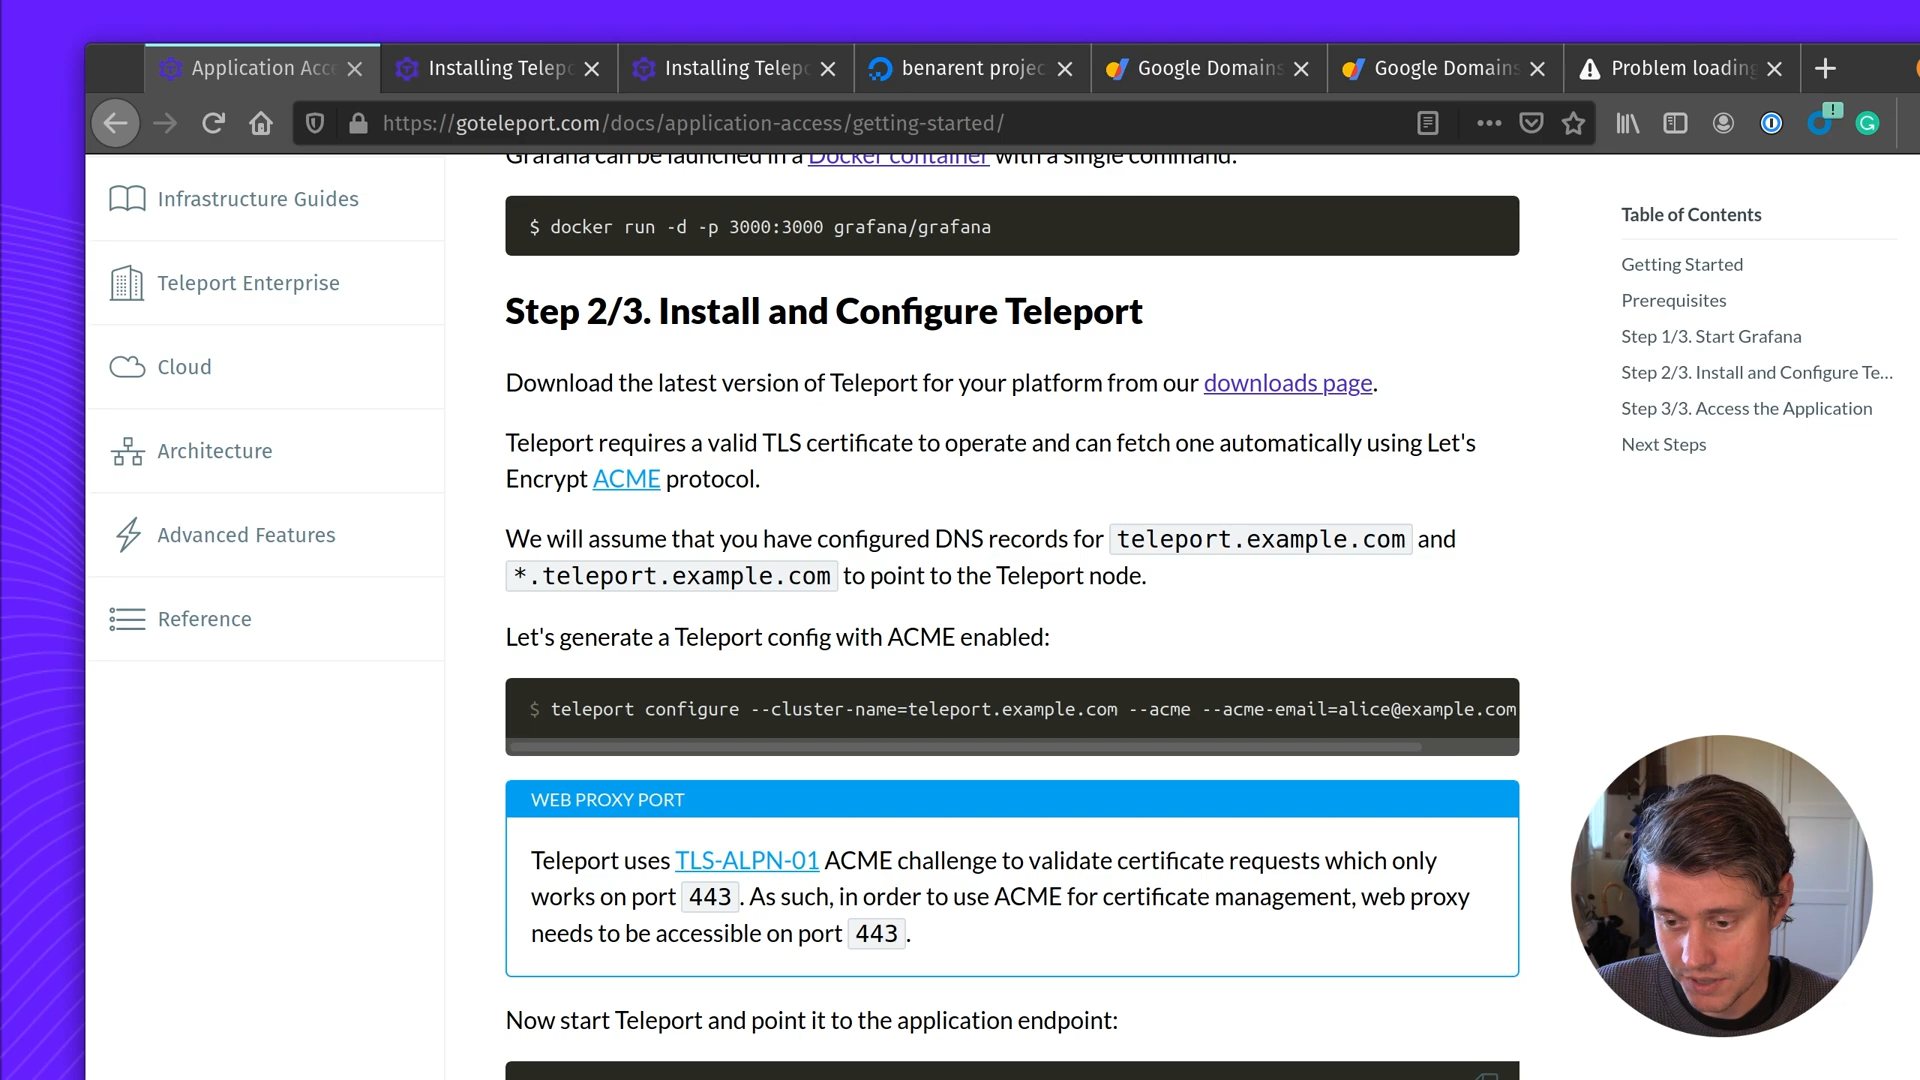 Application Acc
Installing Telep
Installing Telep
benarent projec
Google Domains
Google Domains
Problem loading
https://goteleport.com/docs/application-access/getting-started/
Infrastructure Guides
Teleport Enterprise
Cloud
Architecture
Advanced Features
Reference
Grafana can be launched in a Docker container with a single command.
$ docker run -d -p 3000:3000 grafana/grafana
Step 2/3. Install and Configure Teleport
Download the latest version of Teleport for your platform from our downloads page.
Teleport requires a valid TLS certificate to operate and can fetch one automatically using Let's
Encrypt ACME protocol.
We will assume that you have configured DNS records for teleport.example.com and
*.teleport.example.com to point to the Teleport node.
Let's generate a Teleport config with ACME enabled:
$ teleport configure --cluster-name=teleport.example.com --acme --acme-email=alice@example.com
WEB PROXY PORT
Teleport uses TLS-ALPN-01 ACME challenge to validate certificate requests which only
works on port 443. As such, in order to use ACME for certificate management, web proxy
needs to be accessible on port 443.
Now start Teleport and point it to the application endpoint:
Table of Contents
Getting Started
Prerequisites
Step 1/3. Start Grafana
Step 2/3. Install and Configure Te...
Step 3/3. Access the Application
Next Steps